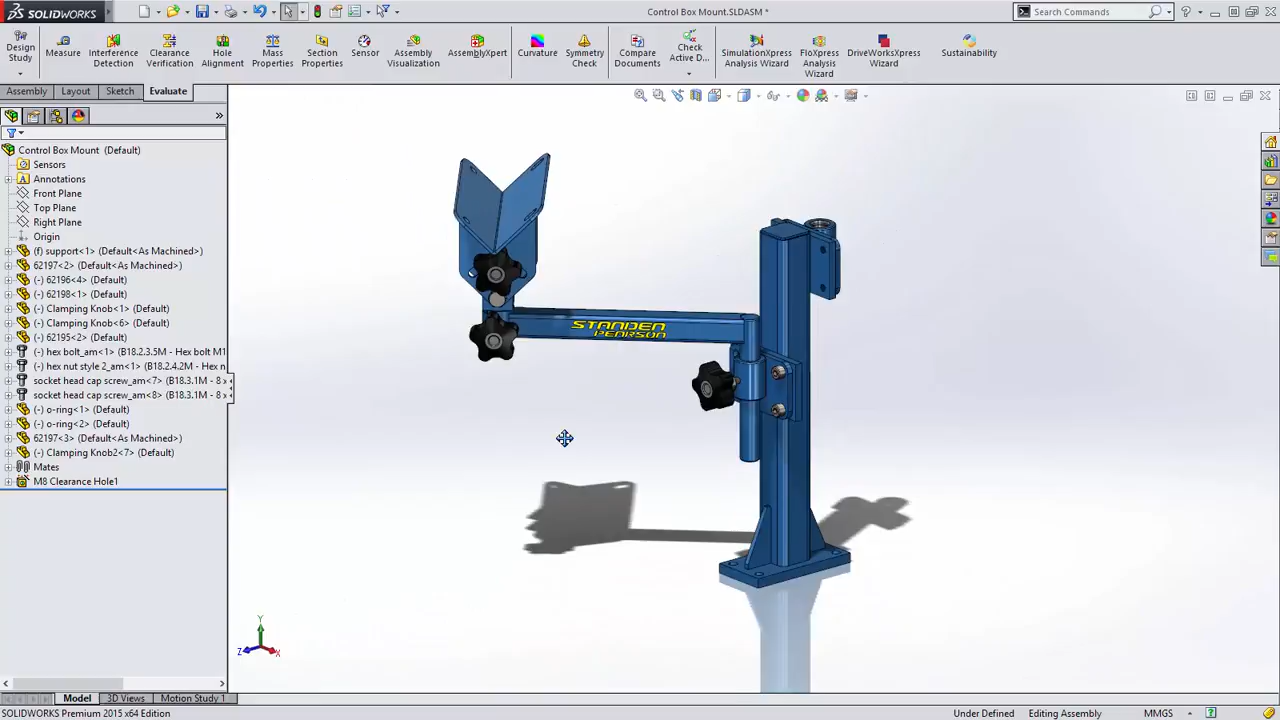 SOLIDWORKS
Control Box Mount.SLDASM *
Search Commands
Design Study
Measure
Interference Detection
Clearance Verification
Hole Alignment
Mass Properties
Section Properties
Sensor
Assembly Visualization
AssemblyXpert
Curvature
Symmetry Check
Compare Documents
Check Active D...
SimulationXpress Analysis Wizard
FloXpress Analysis Wizard
DriveWorksXpress Wizard
Sustainability
Assembly
Layout
Sketch
Evaluate
Control Box Mount (Default)
Sensors
Annotations
Front Plane
Top Plane
Right Plane
Origin
(f) support<1> (Default<As Machined>)
62197<2> (Default<As Machined>)
(-) 62196<4> (Default)
(-) 62198<1> (Default)
(-) Clamping Knob<1> (Default)
(-) Clamping Knob<6> (Default)
(-) 62195<2> (Default)
(-) hex bolt_am<1> (B18.2.3.5M - Hex bolt M1
(-) hex nut style 2_am<1> (B18.2.4.2M - Hex n
socket head cap screw_am<7> (B18.3.1M - 8 x
socket head cap screw_am<8> (B18.3.1M - 8 x
(-) o-ring<1> (Default)
(-) o-ring<2> (Default)
62197<3> (Default<As Machined>)
(-) Clamping Knob2<7> (Default)
Mates
M8 Clearance Hole1
STANDEN
PEARSON
Y
Z
X
Model
3D Views
Motion Study 1
SOLIDWORKS Premium 2015 x64 Edition
Under Defined
Editing Assembly
MMGS